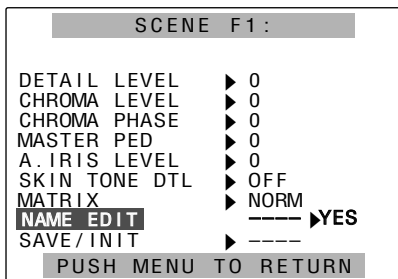 SCENE F1:
DETAIL LEVEL ▶ 0
CHROMA LEVEL ▶ 0
CHROMA PHASE ▶ 0
MASTER PED ▶ 0
A.IRIS LEVEL ▶ 0
SKIN TONE DTL ▶ OFF
MATRIX ▶ NORM
NAME EDIT ---- ▶YES
SAVE/INIT ▶ ----
PUSH MENU TO RETURN